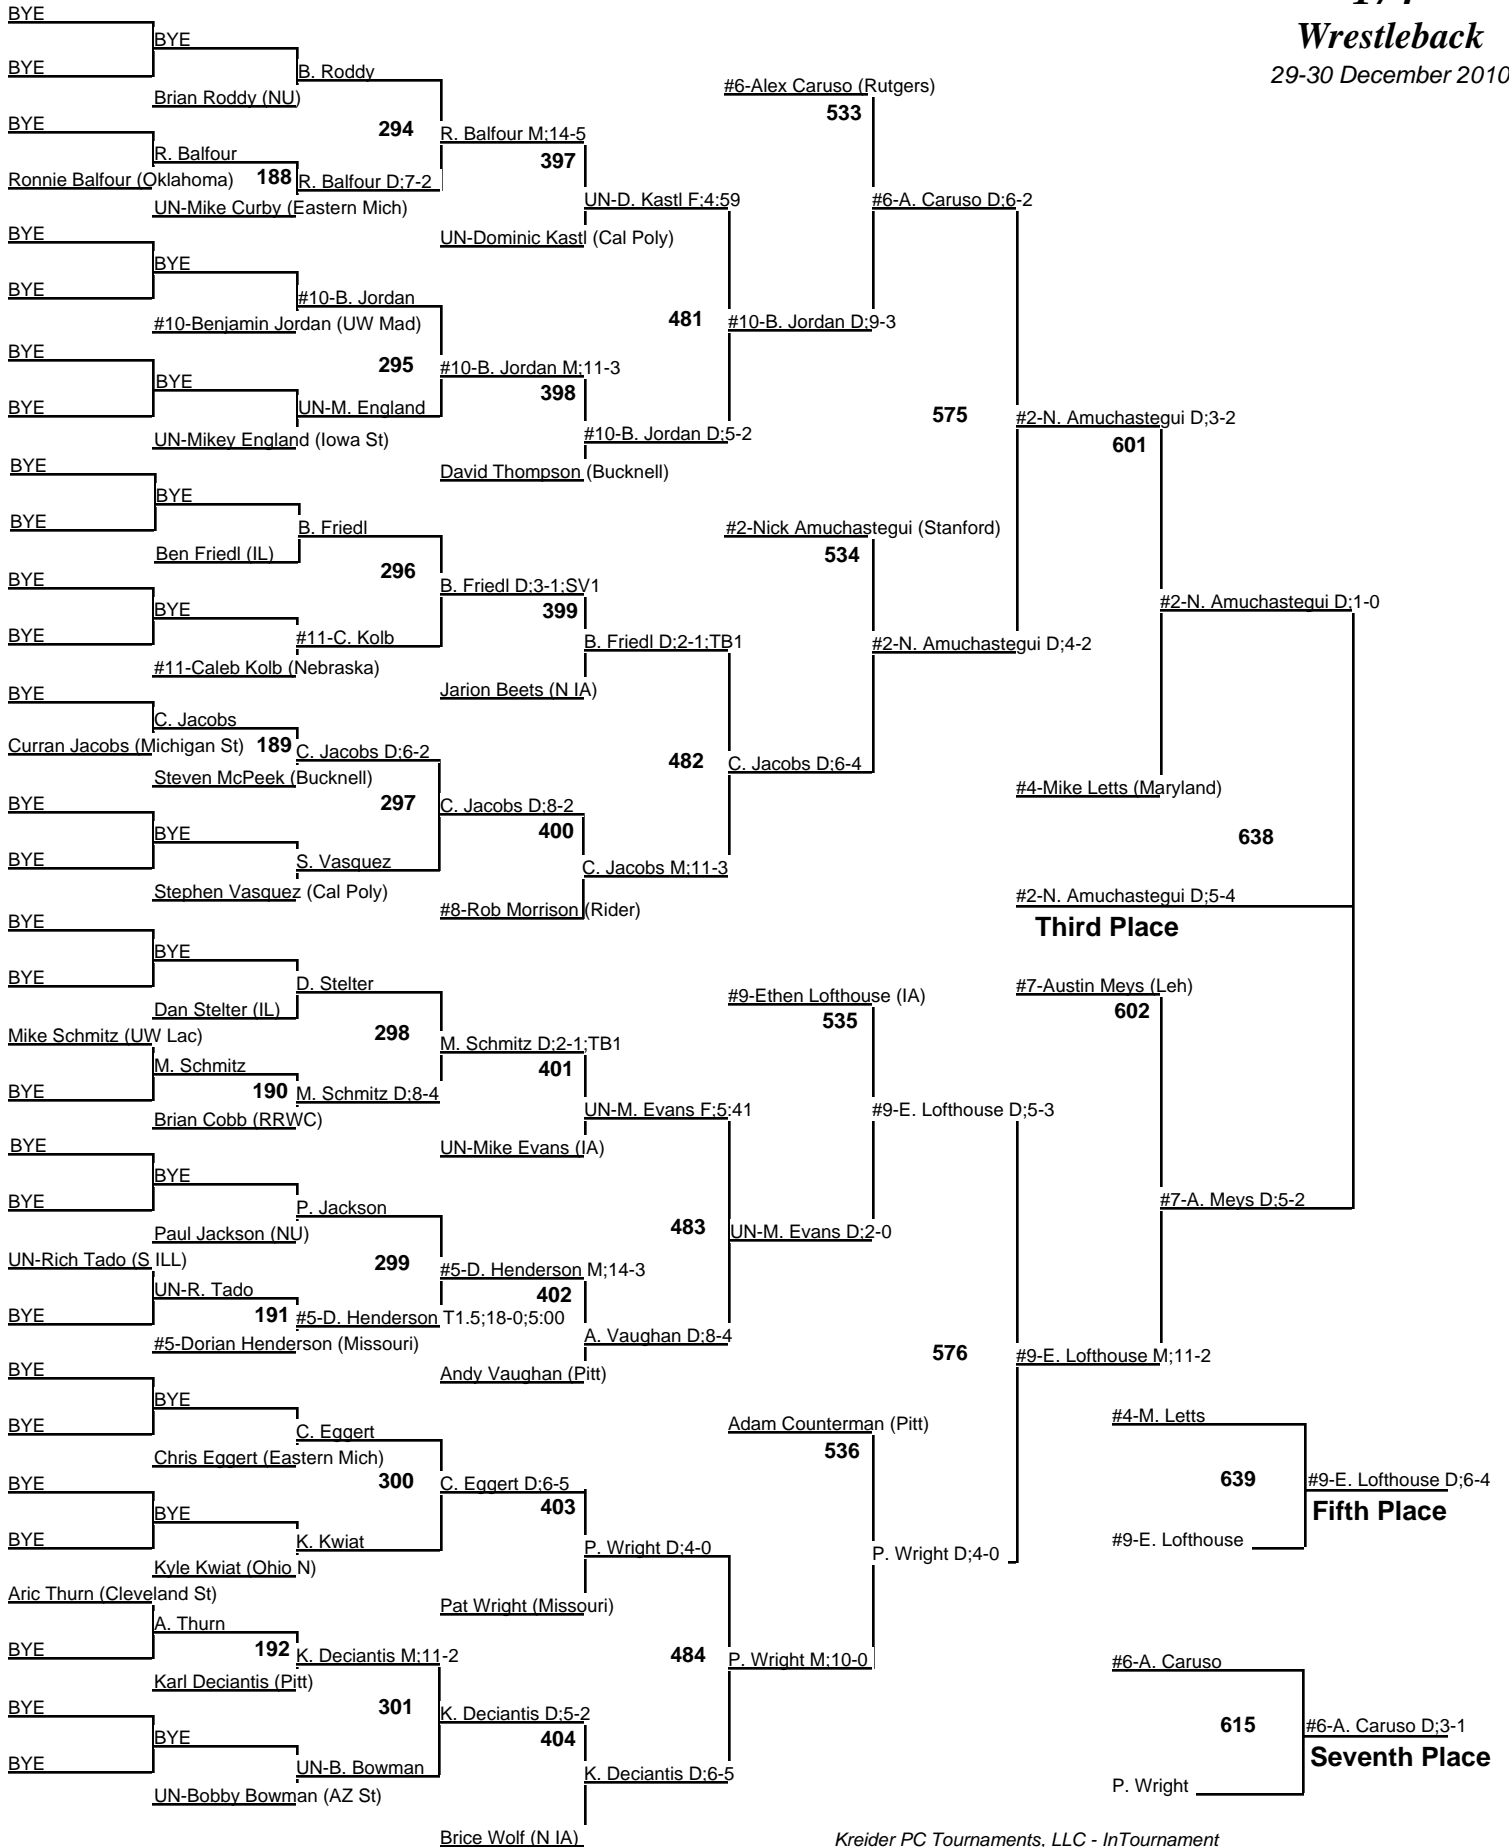 Wrestleback
29-30 December 2010
BYE
BYE
BYE
B. Roddy
Brian Roddy (NU)
294
BYE
R. Balfour
Ronnie Balfour (Oklahoma)
188
R. Balfour D;7-2
UN-Mike Curby (Eastern Mich)
R. Balfour M;14-5
397
UN-D. Kastl F;4:59
UN-Dominic Kastl (Cal Poly)
BYE
BYE
BYE
#10-B. Jordan
#10-Benjamin Jordan (UW Mad)
295
BYE
BYE
BYE
UN-M. England
UN-Mikey England (Iowa St)
#10-B. Jordan M;11-3
398
#10-B. Jordan D;5-2
David Thompson (Bucknell)
481
#10-B. Jordan D;9-3
#6-Alex Caruso (Rutgers)
533
#6-A. Caruso D;6-2
BYE
BYE
BYE
B. Friedl
Ben Friedl (IL)
296
BYE
BYE
BYE
#11-C. Kolb
#11-Caleb Kolb (Nebraska)
B. Friedl D;3-1;SV1
399
B. Friedl D;2-1;TB1
Jarion Beets (N IA)
BYE
C. Jacobs
Curran Jacobs (Michigan St)
189
C. Jacobs D;6-2
Steven McPeek (Bucknell)
297
BYE
BYE
BYE
S. Vasquez
Stephen Vasquez (Cal Poly)
C. Jacobs D;8-2
400
C. Jacobs M;11-3
#8-Rob Morrison (Rider)
482
C. Jacobs D;6-4
#2-Nick Amuchastegui (Stanford)
534
#2-N. Amuchastegui D;4-2
575
#2-N. Amuchastegui D;3-2
601
#2-N. Amuchastegui D;1-0
#4-Mike Letts (Maryland)
638
#2-N. Amuchastegui D;5-4
Third Place
BYE
BYE
BYE
D. Stelter
Dan Stelter (IL)
298
Mike Schmitz (UW Lac)
M. Schmitz
BYE
190
M. Schmitz D;8-4
Brian Cobb (RRWC)
M. Schmitz D;2-1;TB1
401
UN-M. Evans F;5:41
UN-Mike Evans (IA)
BYE
BYE
BYE
P. Jackson
Paul Jackson (NU)
299
UN-Rich Tado (S ILL)
UN-R. Tado
BYE
191
#5-D. Henderson T1.5;18-0;5:00
#5-Dorian Henderson (Missouri)
#5-D. Henderson M;14-3
402
A. Vaughan D;8-4
Andy Vaughan (Pitt)
483
UN-M. Evans D;2-0
#9-Ethen Lofthouse (IA)
535
#9-E. Lofthouse D;5-3
#7-Austin Meys (Leh)
602
#7-A. Meys D;5-2
BYE
BYE
BYE
C. Eggert
Chris Eggert (Eastern Mich)
300
BYE
BYE
BYE
K. Kwiat
Kyle Kwiat (Ohio N)
C. Eggert D;6-5
403
P. Wright D;4-0
Pat Wright (Missouri)
Aric Thurn (Cleveland St)
A. Thurn
BYE
192
K. Deciantis M;11-2
Karl Deciantis (Pitt)
301
BYE
BYE
BYE
UN-B. Bowman
UN-Bobby Bowman (AZ St)
K. Deciantis D;5-2
404
K. Deciantis D;6-5
Brice Wolf (N IA)
484
P. Wright M;10-0
Adam Counterman (Pitt)
536
P. Wright D;4-0
576
#9-E. Lofthouse M;11-2
#4-M. Letts
639
#9-E. Lofthouse D;6-4
Fifth Place
#9-E. Lofthouse
#6-A. Caruso
615
#6-A. Caruso D;3-1
Seventh Place
P. Wright
Kreider PC Tournaments, LLC - InTournament